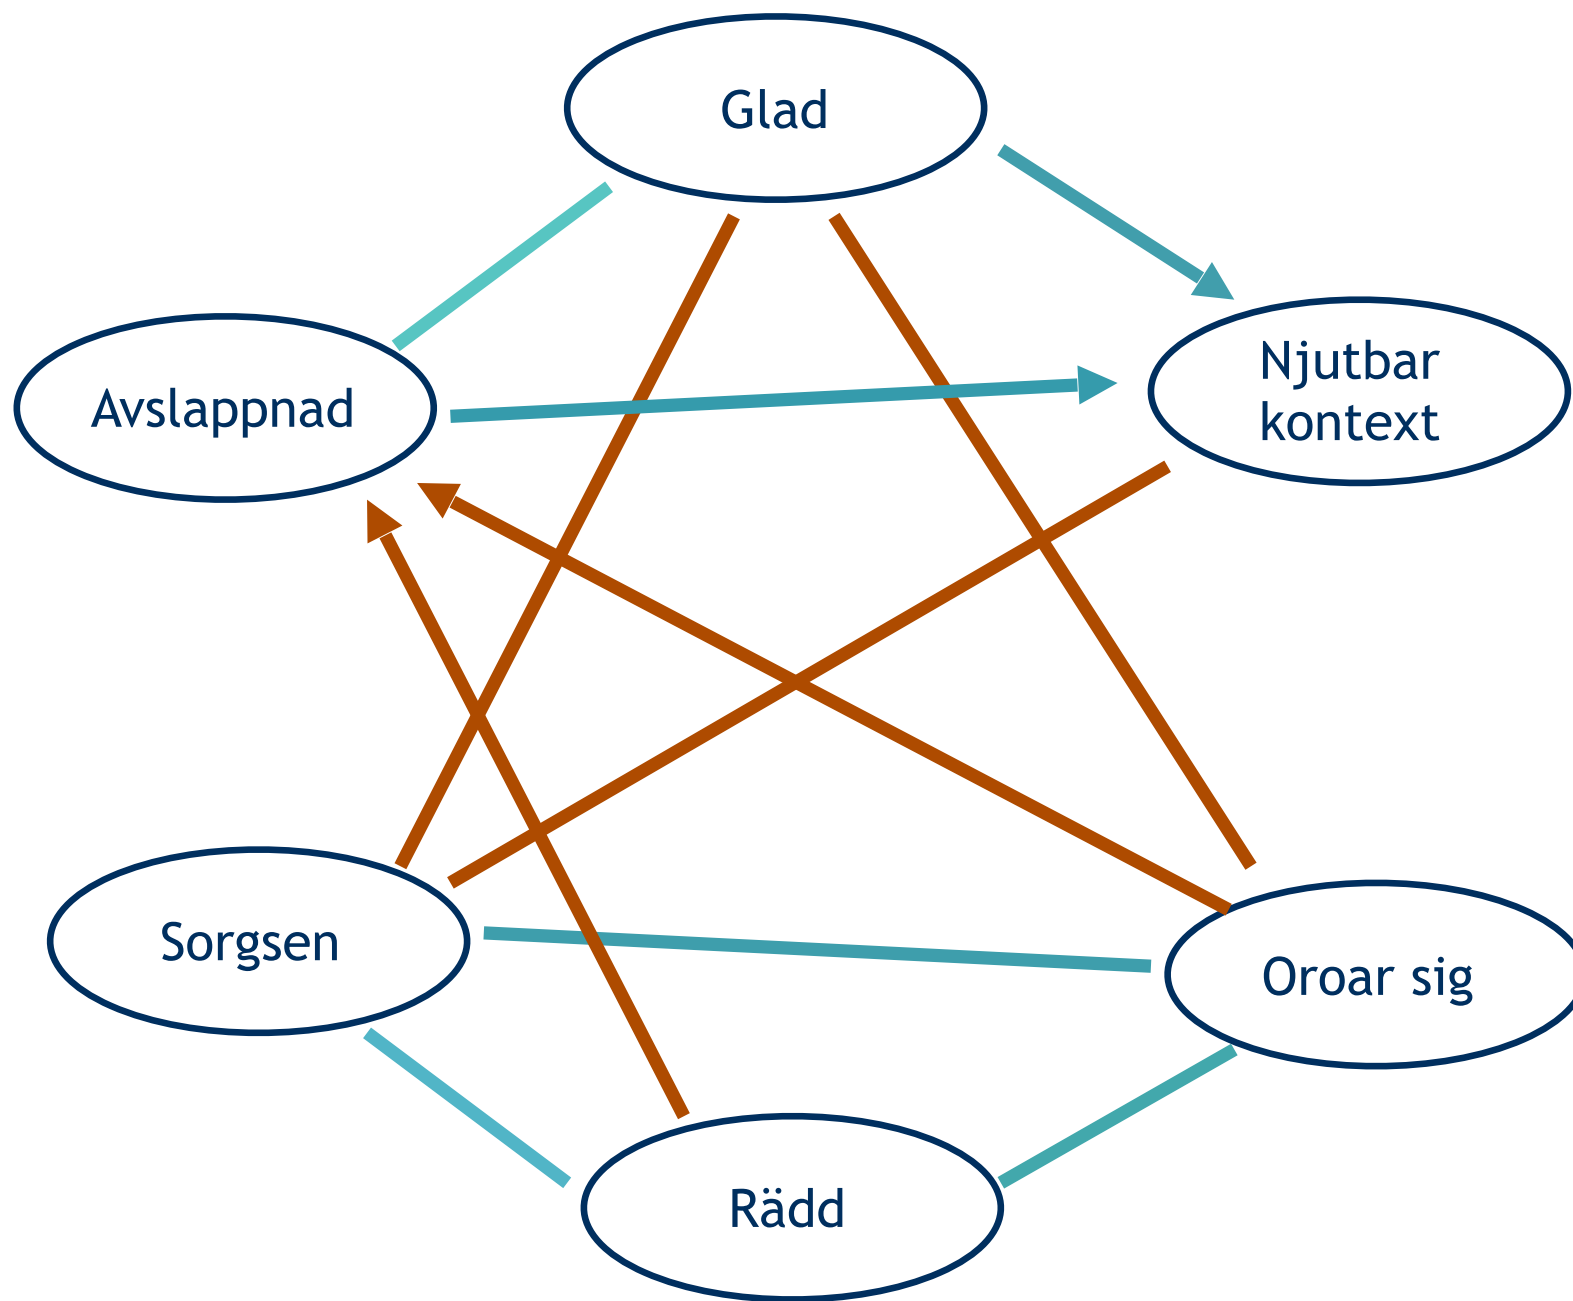 Glad
Njutbar
kontext
Avslappnad
Sorgsen
Oroar sig
Rädd